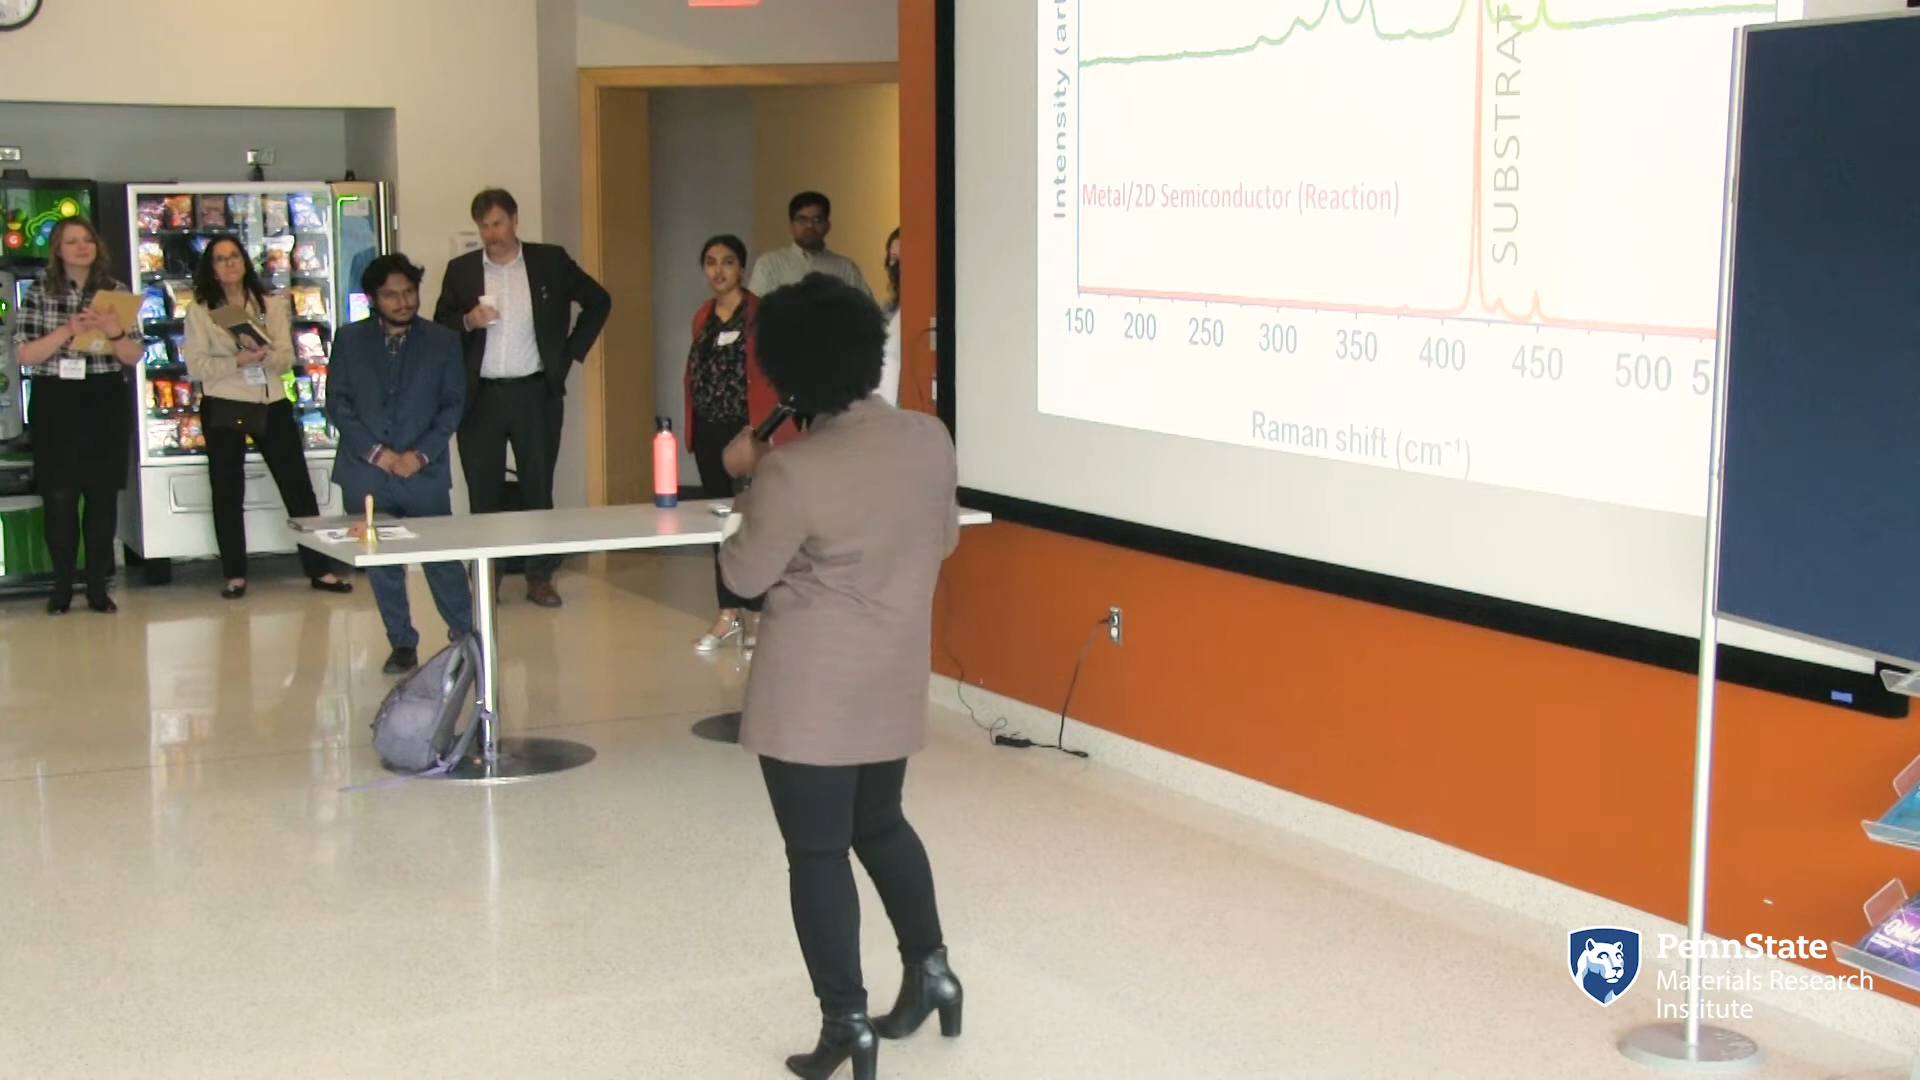 Intensity (ar
SUBSTRAT
Metal/2D Semiconductor (Reaction)
150 200 250 300 350 400 450 500 5
Raman shift (cm⁻¹)
PennState
Materials Research
Institute